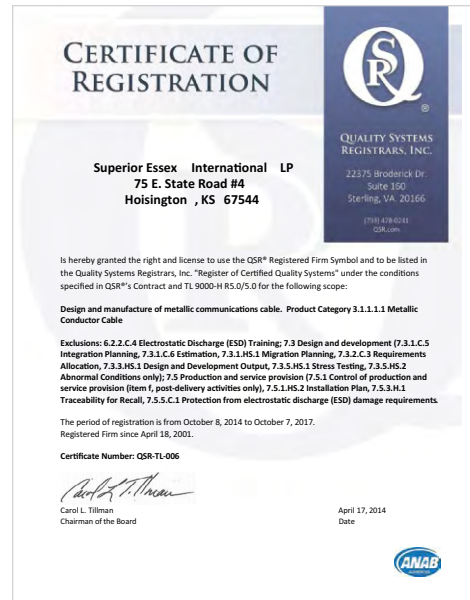 CERTIFICATE OF
REGISTRATION
QSR
®
QUALITY SYSTEMS
REGISTRARS, INC.
22375 Broderick Dr.
Suite 160
Sterling, VA. 20166
(703) 478-0241
QSR.com
Superior Essex International LP
75 E. State Road #4
Hoisington , KS 67544
Is hereby granted the right and license to use the QSR® Registered Firm Symbol and to be listed
in the Quality Systems Registrars, Inc. "Register of Certified Quality Systems" under the conditions
specified in QSR®'s Contract and TL 9000-H R5.0/5.0 for the following scope:
Design and manufacture of metallic communications cable. Product Category 3.1.1.1.1 Metallic
Conductor Cable
Exclusions: 6.2.2.C.4 Electrostatic Discharge (ESD) Training; 7.3 Design and development (7.3.1.C.5
Integration Planning, 7.3.1.C.6 Estimation, 7.3.1.HS.1 Migration Planning, 7.3.2.C.3 Requirements
Allocation, 7.3.3.HS.1 Design and Development Output, 7.3.5.HS.1 Stress Testing, 7.3.5.HS.2
Abnormal Conditions only); 7.5 Production and service provision (7.5.1 Control of production and
service provision (item f, post-delivery activities only), 7.5.1.HS.2 Installation Plan, 7.5.3.H.1
Traceability for Recall, 7.5.5.C.1 Protection from electrostatic discharge (ESD) damage requirements.
The period of registration is from October 8, 2014 to October 7, 2017.
Registered Firm since April 18, 2001.
Certificate Number: QSR-TL-006
Carol L. Tillman
Carol L. Tillman
Chairman of the Board
April 17, 2014
Date
ANAB